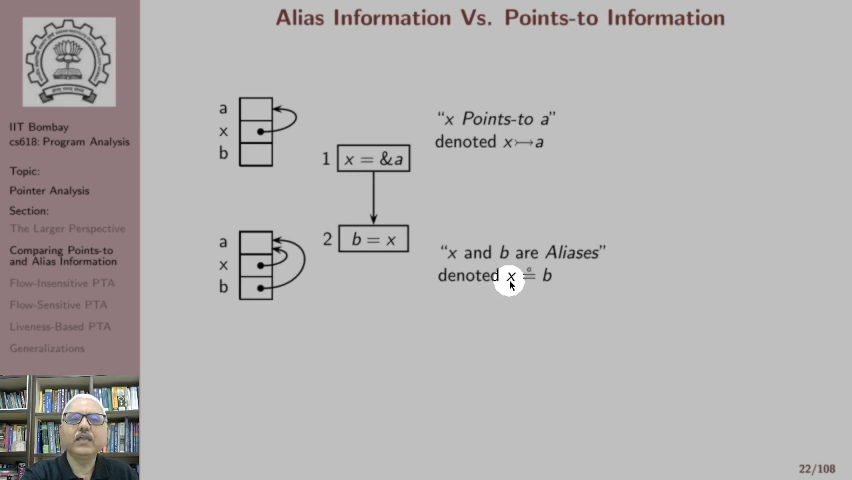 Alias Information Vs. Points-to Information
IIT Bombay
cs618: Program Analysis
Topic:
Pointer Analysis
Section:
The Larger Perspective
Comparing Points-to
and Alias Information
Flow-Insensitive PTA
Flow-Sensitive PTA
Liveness-Based PTA
Generalizations
a
x
b
1 x = &a
"x Points-to a"
denoted x↣a
a
x
b
2 b = x
"x and b are Aliases"
denoted x ≗ b
22/108